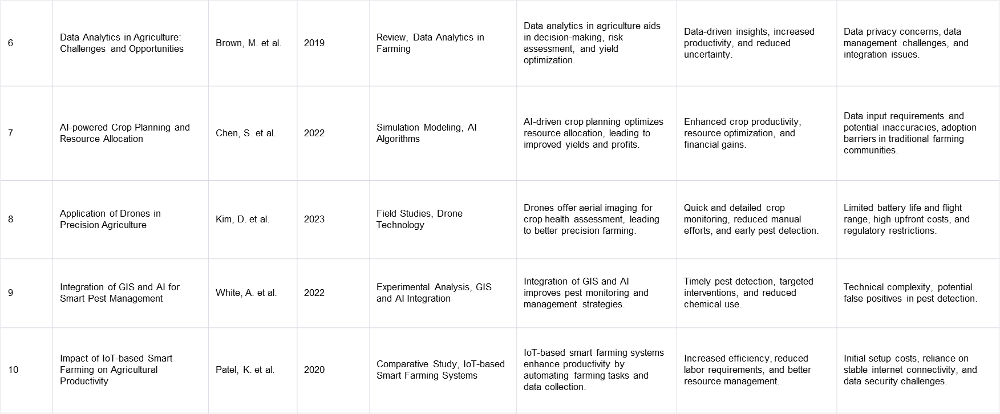 6
Data Analytics in Agriculture:
Challenges and Opportunities
Brown, M. et al.
2019
Review, Data Analytics in
Farming
Data analytics in agriculture aids
in decision-making, risk
assessment, and yield
optimization.
Data-driven insights, increased
productivity, and reduced
uncertainty.
Data privacy concerns, data
management challenges, and
integration issues.
7
AI-powered Crop Planning and
Resource Allocation
Chen, S. et al.
2022
Simulation Modeling, AI
Algorithms
AI-driven crop planning optimizes
resource allocation, leading to
improved yields and profits.
Enhanced crop productivity,
resource optimization, and
financial gains.
Data input requirements and
potential inaccuracies, adoption
barriers in traditional farming
communities.
8
Application of Drones in
Precision Agriculture
Kim, D. et al.
2023
Field Studies, Drone
Technology
Drones offer aerial imaging for
crop health assessment, leading
to better precision farming.
Quick and detailed crop
monitoring, reduced manual
efforts, and early pest detection.
Limited battery life and flight
range, high upfront costs, and
regulatory restrictions.
9
Integration of GIS and AI for
Smart Pest Management
White, A. et al.
2022
Experimental Analysis, GIS
and AI Integration
Integration of GIS and AI
improves pest monitoring and
management strategies.
Timely pest detection, targeted
interventions, and reduced
chemical use.
Technical complexity, potential
false positives in pest detection.
10
Impact of IoT-based Smart
Farming on Agricultural
Productivity
Patel, K. et al.
2020
Comparative Study, IoT-based
Smart Farming Systems
IoT-based smart farming systems
enhance productivity by
automating farming tasks and
data collection.
Increased efficiency, reduced
labor requirements, and better
resource management.
Initial setup costs, reliance on
stable internet connectivity, and
data security challenges.